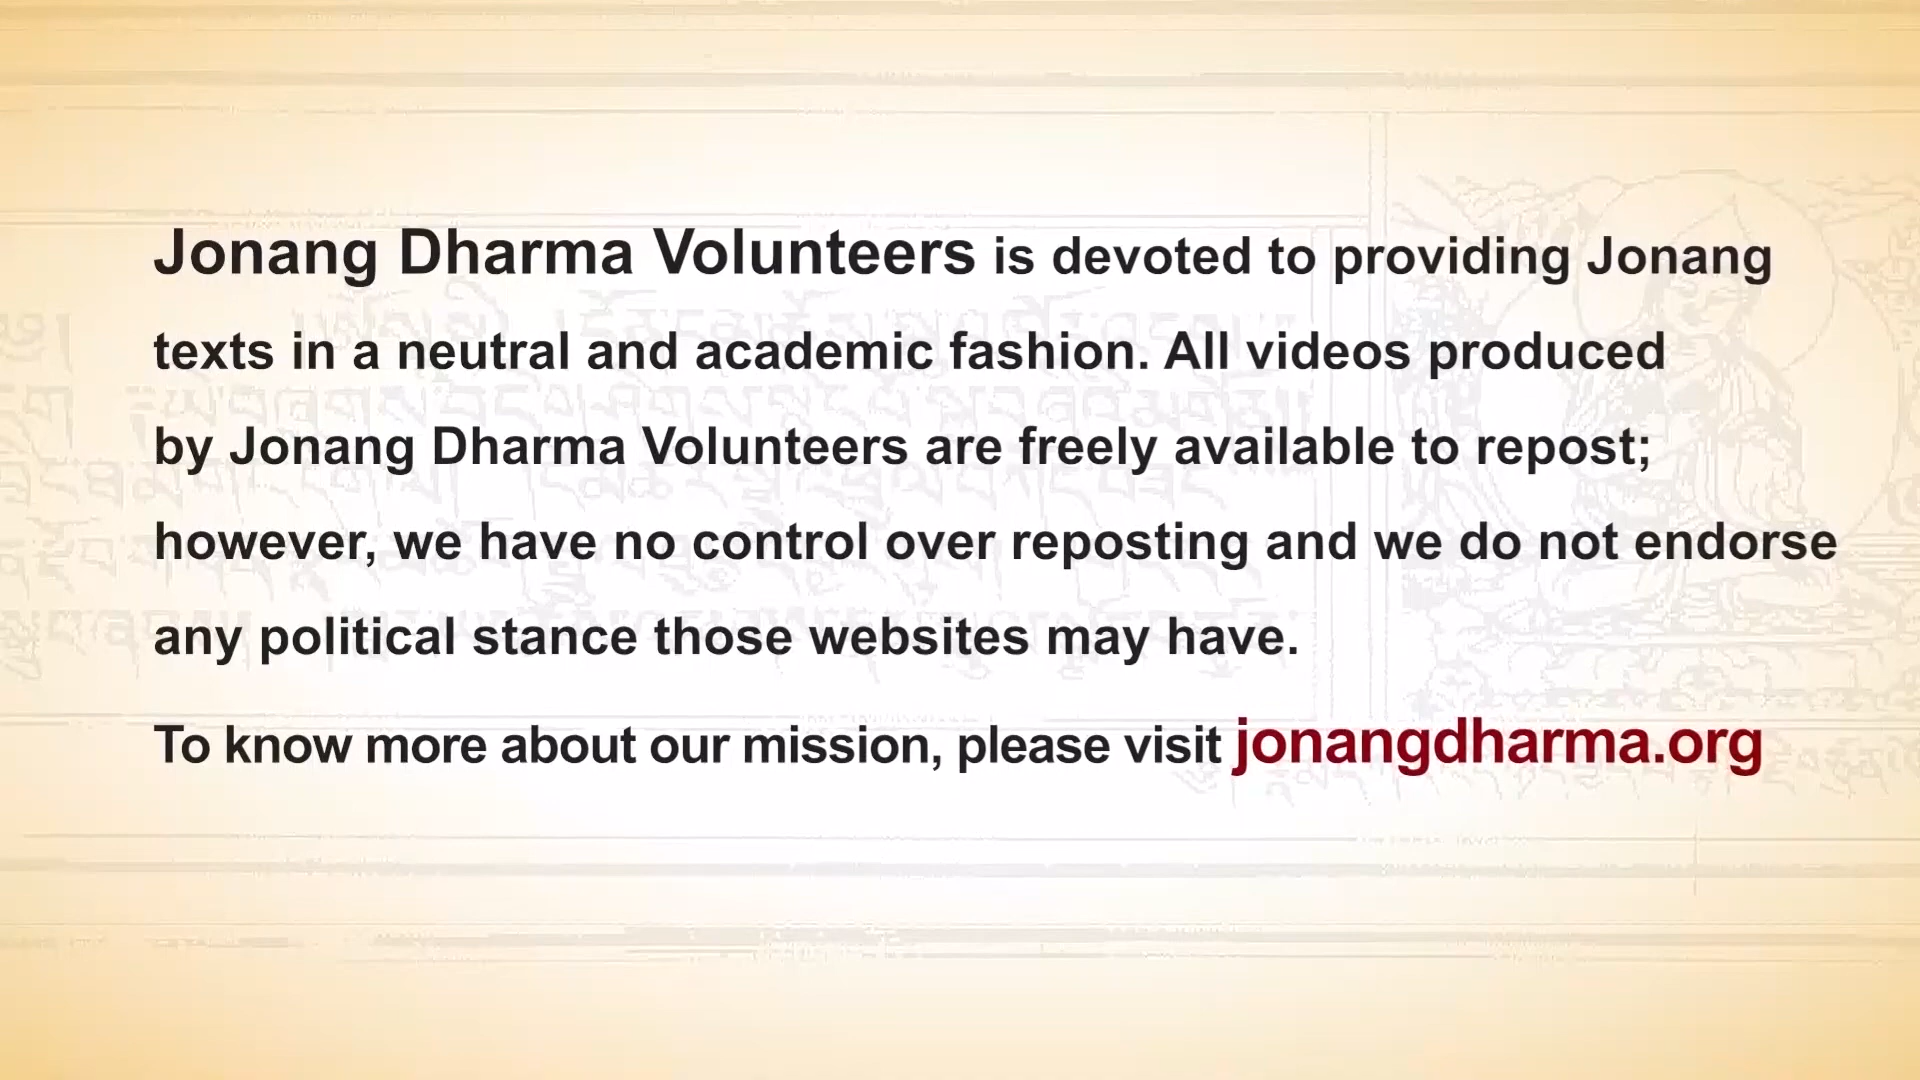 Jonang Dharma Volunteers is devoted to providing Jonang
texts in a neutral and academic fashion. All videos produced
by Jonang Dharma Volunteers are freely available to repost;
however, we have no control over reposting and we do not endorse
any political stance those websites may have.
To know more about our mission, please visit jonangdharma.org